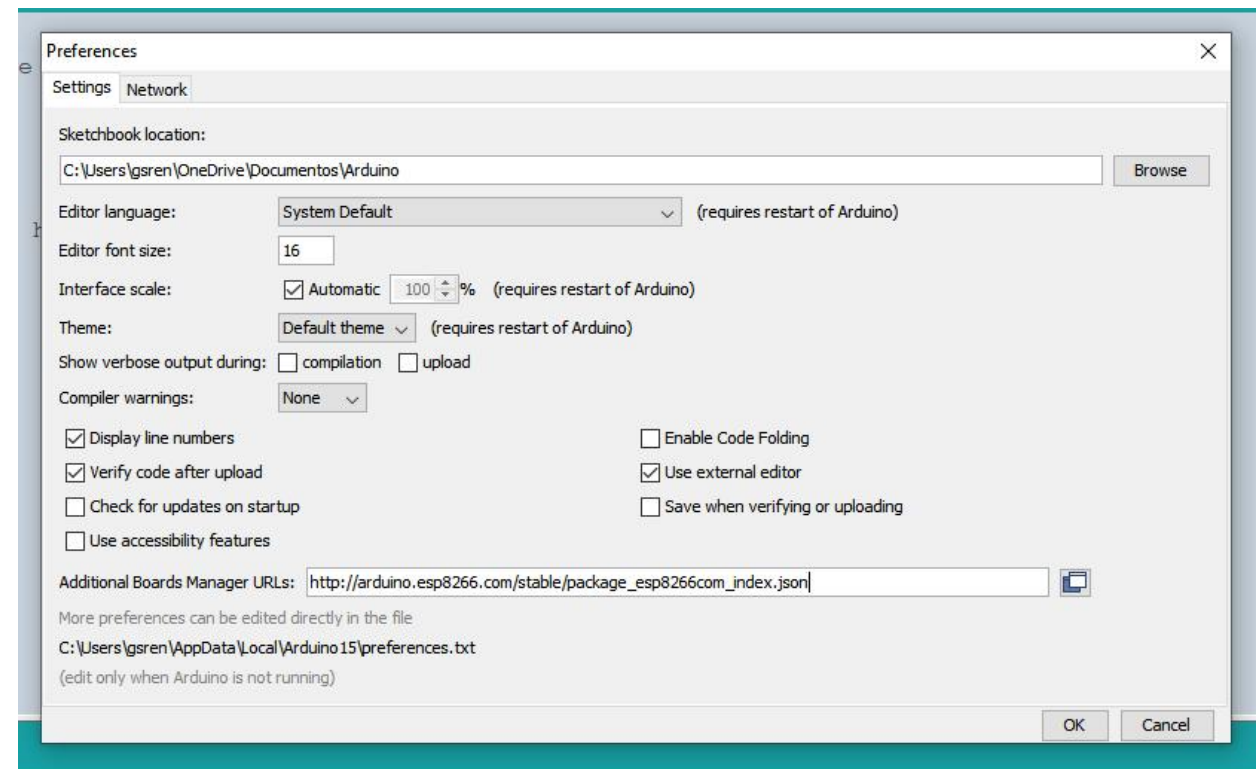 Preferences
Settings Network
Sketchbook location:
C:\Users\gsren\OneDrive\Documentos\Arduino Browse
Editor language: System Default (requires restart of Arduino)
Editor font size: 16
Interface scale: Automatic 100 % (requires restart of Arduino)
Theme: Default theme (requires restart of Arduino)
Show verbose output during: compilation upload
Compiler warnings: None
Display line numbers Enable Code Folding
Verify code after upload Use external editor
Check for updates on startup Save when verifying or uploading
Use accessibility features
Additional Boards Manager URLs: http://arduino.esp8266.com/stable/package_esp8266com_index.json
More preferences can be edited directly in the file
C:\Users\gsren\AppData\Local\Arduino15\preferences.txt
(edit only when Arduino is not running)
OK Cancel